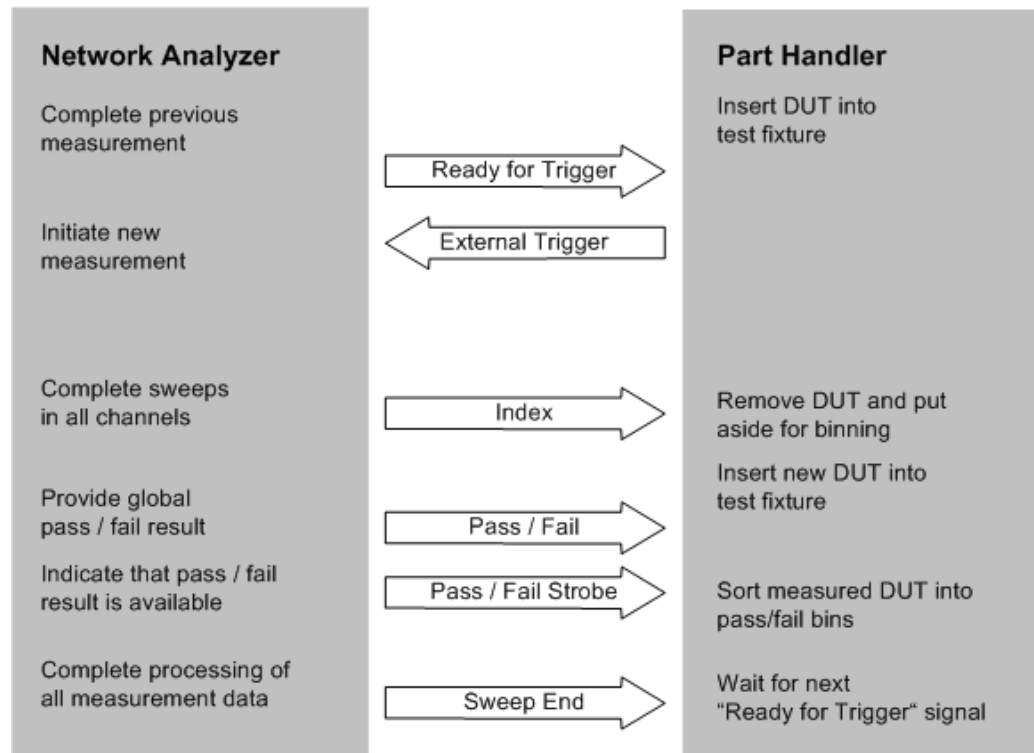 Network Analyzer
Part Handler
Complete previous
measurement
Insert DUT into
test fixture
Ready for Trigger
Initiate new
measurement
External Trigger
Complete sweeps
in all channels
Index
Remove DUT and put
aside for binning
Insert new DUT into
test fixture
Provide global
pass / fail result
Pass / Fail
Indicate that pass / fail
result is available
Pass / Fail Strobe
Sort measured DUT into
pass/fail bins
Complete processing of
all measurement data
Sweep End
Wait for next
“Ready for Trigger“ signal